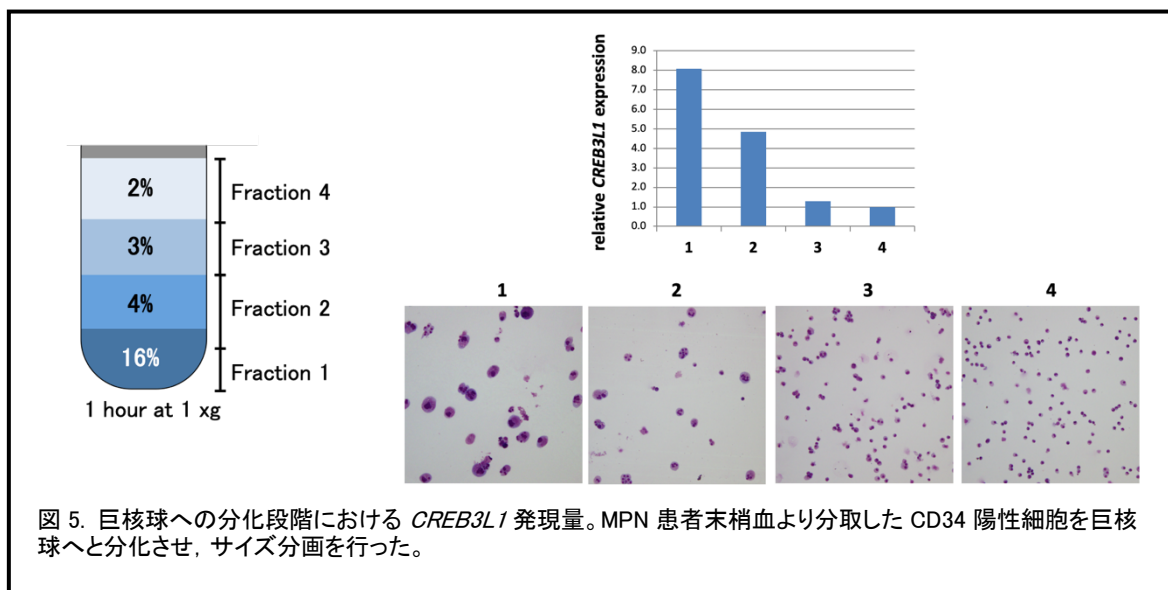 2%
Fraction 4
3%
Fraction 3
4%
Fraction 2
16%
Fraction 1
1 hour at 1 xg
relative CREB3L1 expression
9.0
8.0
7.0
6.0
5.0
4.0
3.0
2.0
1.0
0.0
1 2 3 4
1 2 3 4
図 5. 巨核球への分化段階における CREB3L1 発現量。MPN 患者末梢血より分取した CD34 陽性細胞を巨核
球へと分化させ，サイズ分画を行った。